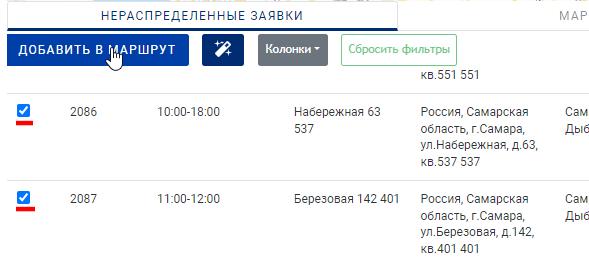 НЕРАСПРЕДЕЛЕННЫЕ ЗАЯВКИ
МАР
ДОБАВИТЬ В МАРШРУТ
Колонки
Сбросить фильтры
кв.551 551
2086
10:00-18:00
Набережная 63
537
Россия, Самарская
область, г.Самара,
ул.Набережная, д.63,
кв.537 537
Сам
Дыб
2087
11:00-12:00
Березовая 142 401
Россия, Самарская
область, г.Самара,
ул.Березовая, д.142,
кв.401 401
Сам
Дыб